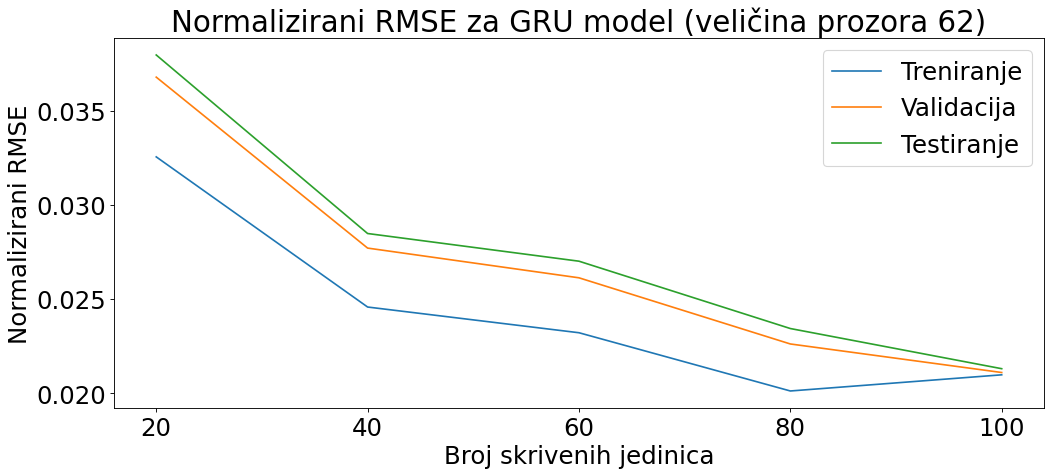 Normalizirani RMSE za GRU model (veličina prozora 62)
Treniranje
Validacija
Testiranje
Normalizirani RMSE
0.035
0.030
0.025
0.020
20 40 60 80 100
Broj skrivenih jedinica